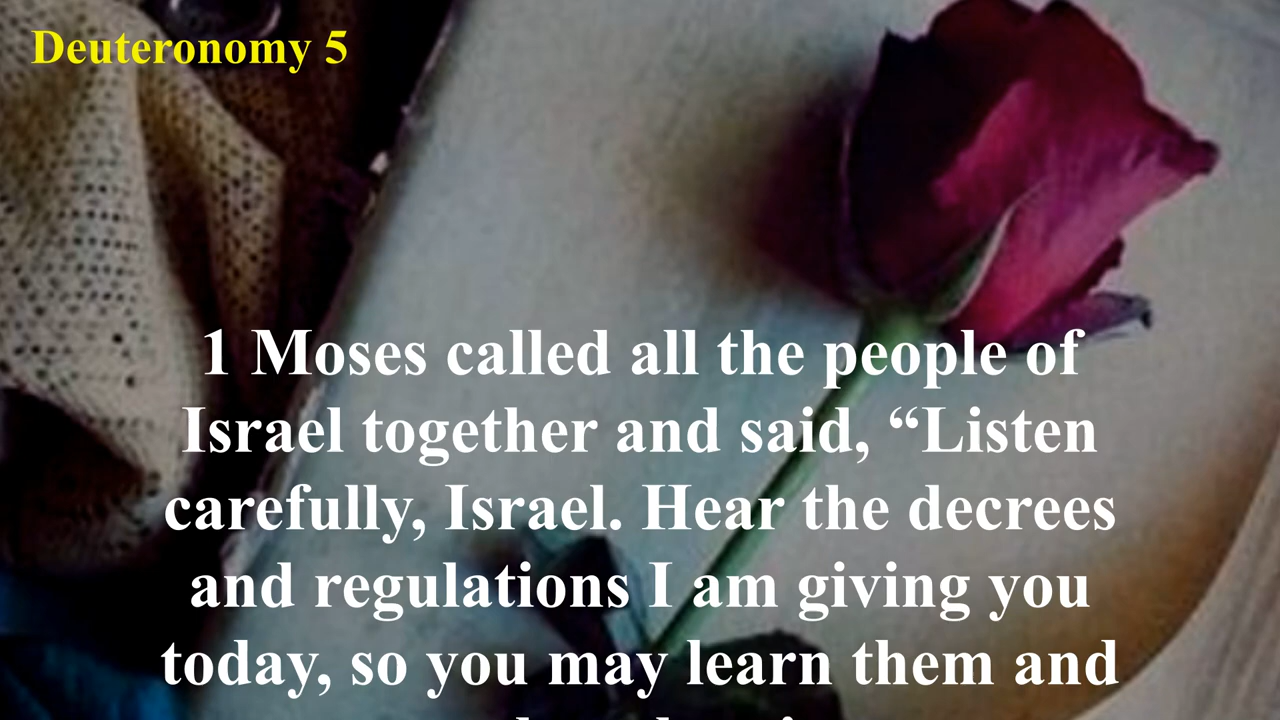 Deuteronomy 5
1 Moses called all the people of
Israel together and said, “Listen
carefully, Israel. Hear the decrees
and regulations I am giving you
today, so you may learn them and